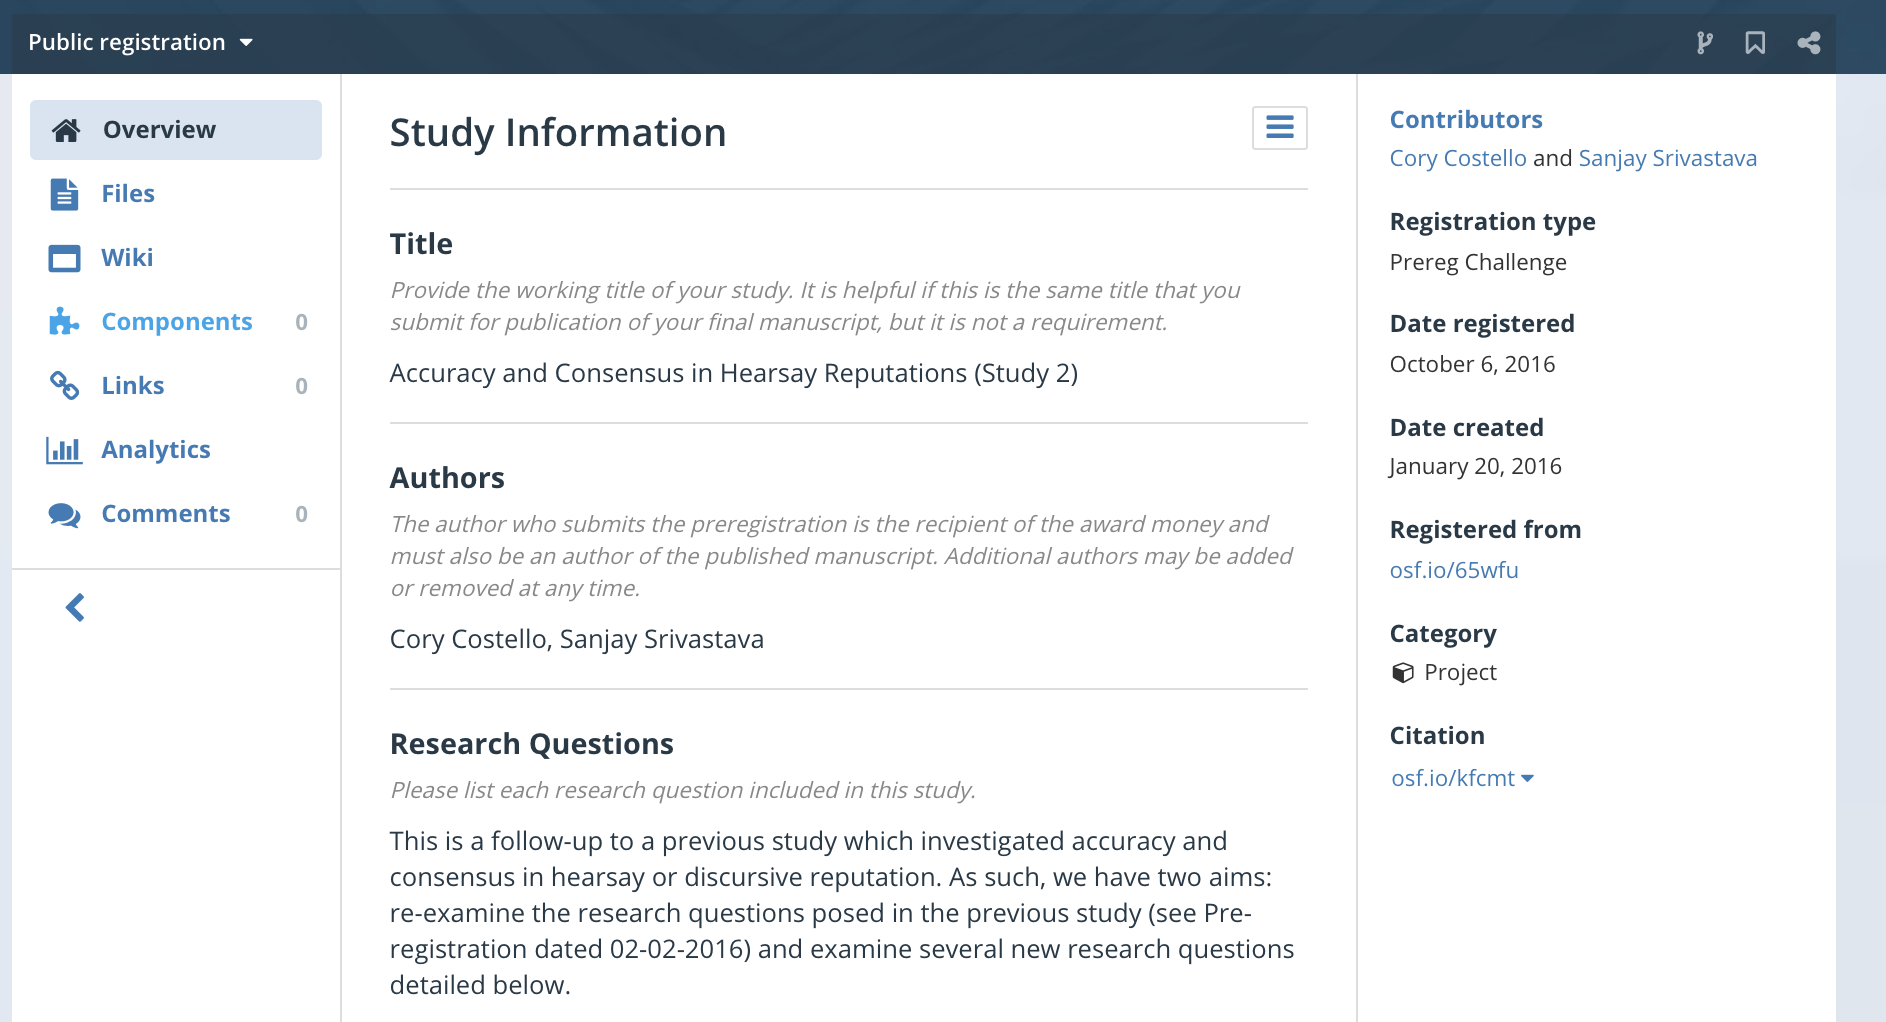 Public registration
Overview
Files
Wiki
Components 0
Links 0
Analytics
Comments 0
Study Information
Title
Provide the working title of your study. It is helpful if this is the same title that you
submit for publication of your final manuscript, but it is not a requirement.
Accuracy and Consensus in Hearsay Reputations (Study 2)
Authors
The author who submits the preregistration is the recipient of the award money and
must also be an author of the published manuscript. Additional authors may be added
or removed at any time.
Cory Costello, Sanjay Srivastava
Research Questions
Please list each research question included in this study.
This is a follow-up to a previous study which investigated accuracy and
consensus in hearsay or discursive reputation. As such, we have two aims:
re-examine the research questions posed in the previous study (see Pre-
registration dated 02-02-2016) and examine several new research questions
detailed below.
Contributors
Cory Costello and Sanjay Srivastava
Registration type
Prereg Challenge
Date registered
October 6, 2016
Date created
January 20, 2016
Registered from
osf.io/65wfu
Category
Project
Citation
osf.io/kfcmt